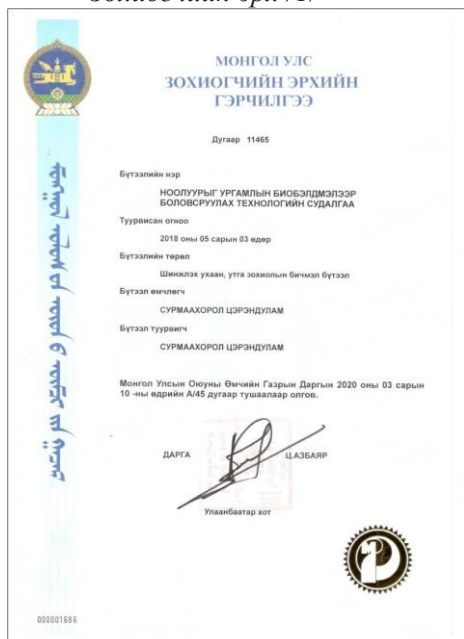 МОНГОЛ УЛС
ЗОХИОГЧИЙН ЭРХИЙН
ГЭРЧИЛГЭЭ
Дугаар 11465
Бүтээлийн нэр
НООЛУУРЫГ УРГАМЛЫН БИОБЭЛДМЭЛЭЭР
БОЛОВСРУУЛАХ ТЕХНОЛОГИЙН СУДАЛГАА
Туурвисан огноо
2018 оны 05 сарын 03 өдөр
Бүтээлийн төрөл
Шинжлэх ухаан, утга зохиолын бичмэл бүтээл
Бүтээл өмчлөгч
СУРМААХОРОЛ ЦЭРЭНДУЛАМ
Бүтээл туурвигч
СУРМААХОРОЛ ЦЭРЭНДУЛАМ
Монгол Улсын Оюуны Өмчийн Газрын Даргын 2020 оны 03 сарын
10 -ны өдрийн А/45 дугаар тушаалаар олгов.
ДАРГА Ц.АЗБАЯР
Улаанбаатар хот
000001686